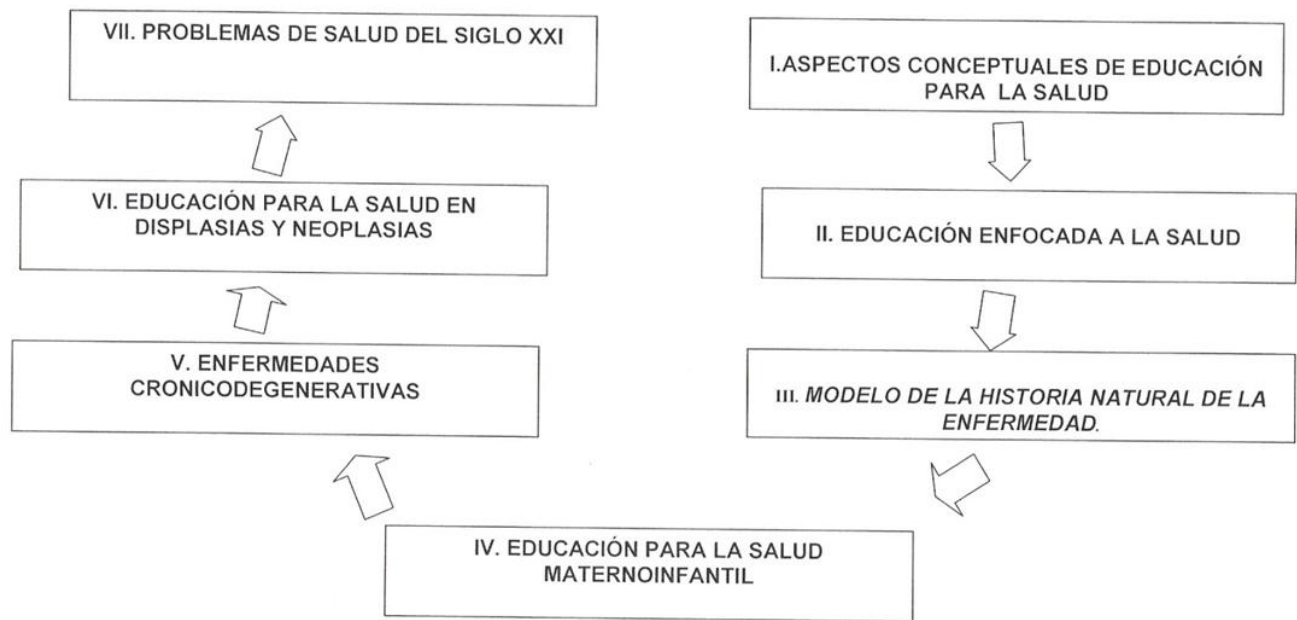 VII. PROBLEMAS DE SALUD DEL SIGLO XXI
I.ASPECTOS CONCEPTUALES DE EDUCACIÓN
PARA LA SALUD
VI. EDUCACIÓN PARA LA SALUD EN
DISPLASIAS Y NEOPLASIAS
II. EDUCACIÓN ENFOCADA A LA SALUD
V. ENFERMEDADES
CRONICODEGENERATIVAS
III. MODELO DE LA HISTORIA NATURAL DE LA
ENFERMEDAD.
IV. EDUCACIÓN PARA LA SALUD
MATERNOINFANTIL